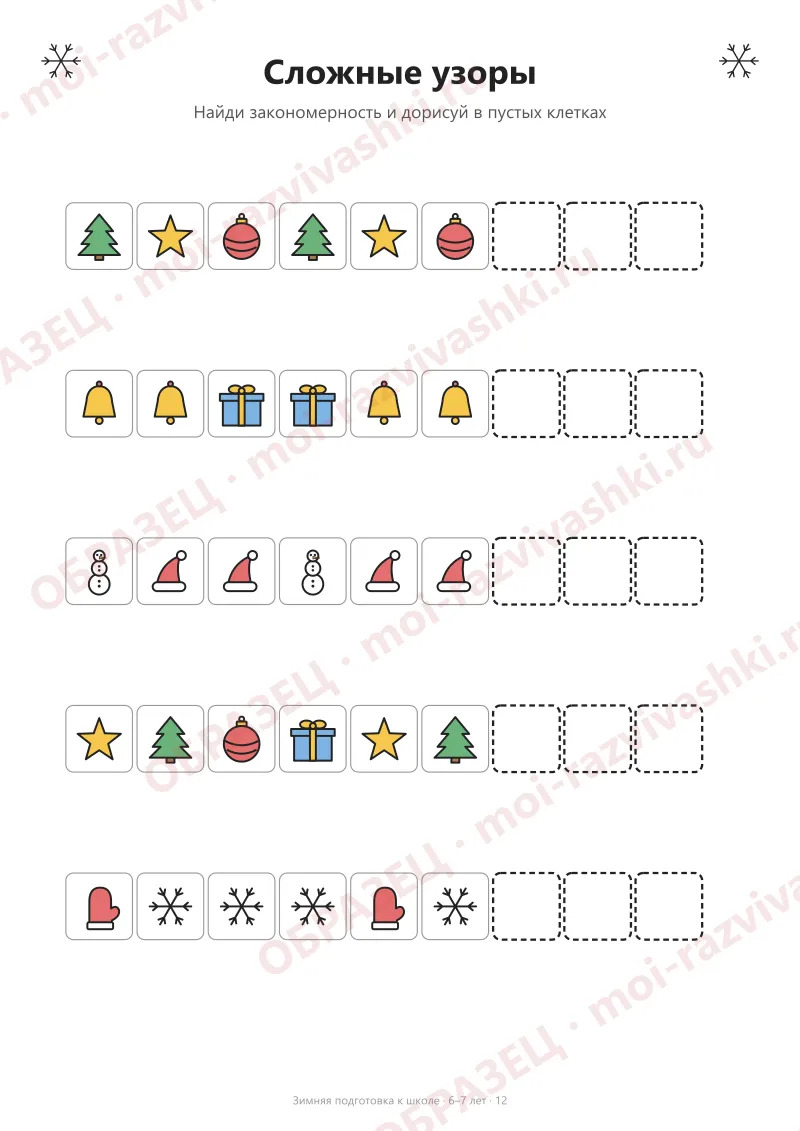 Сложные узоры
Найди закономерность и дорисуй в пустых клетках
ОБРАЗЕЦ · moi-razvivashki.ru
Зимняя подготовка к школе · 6–7 лет · 12